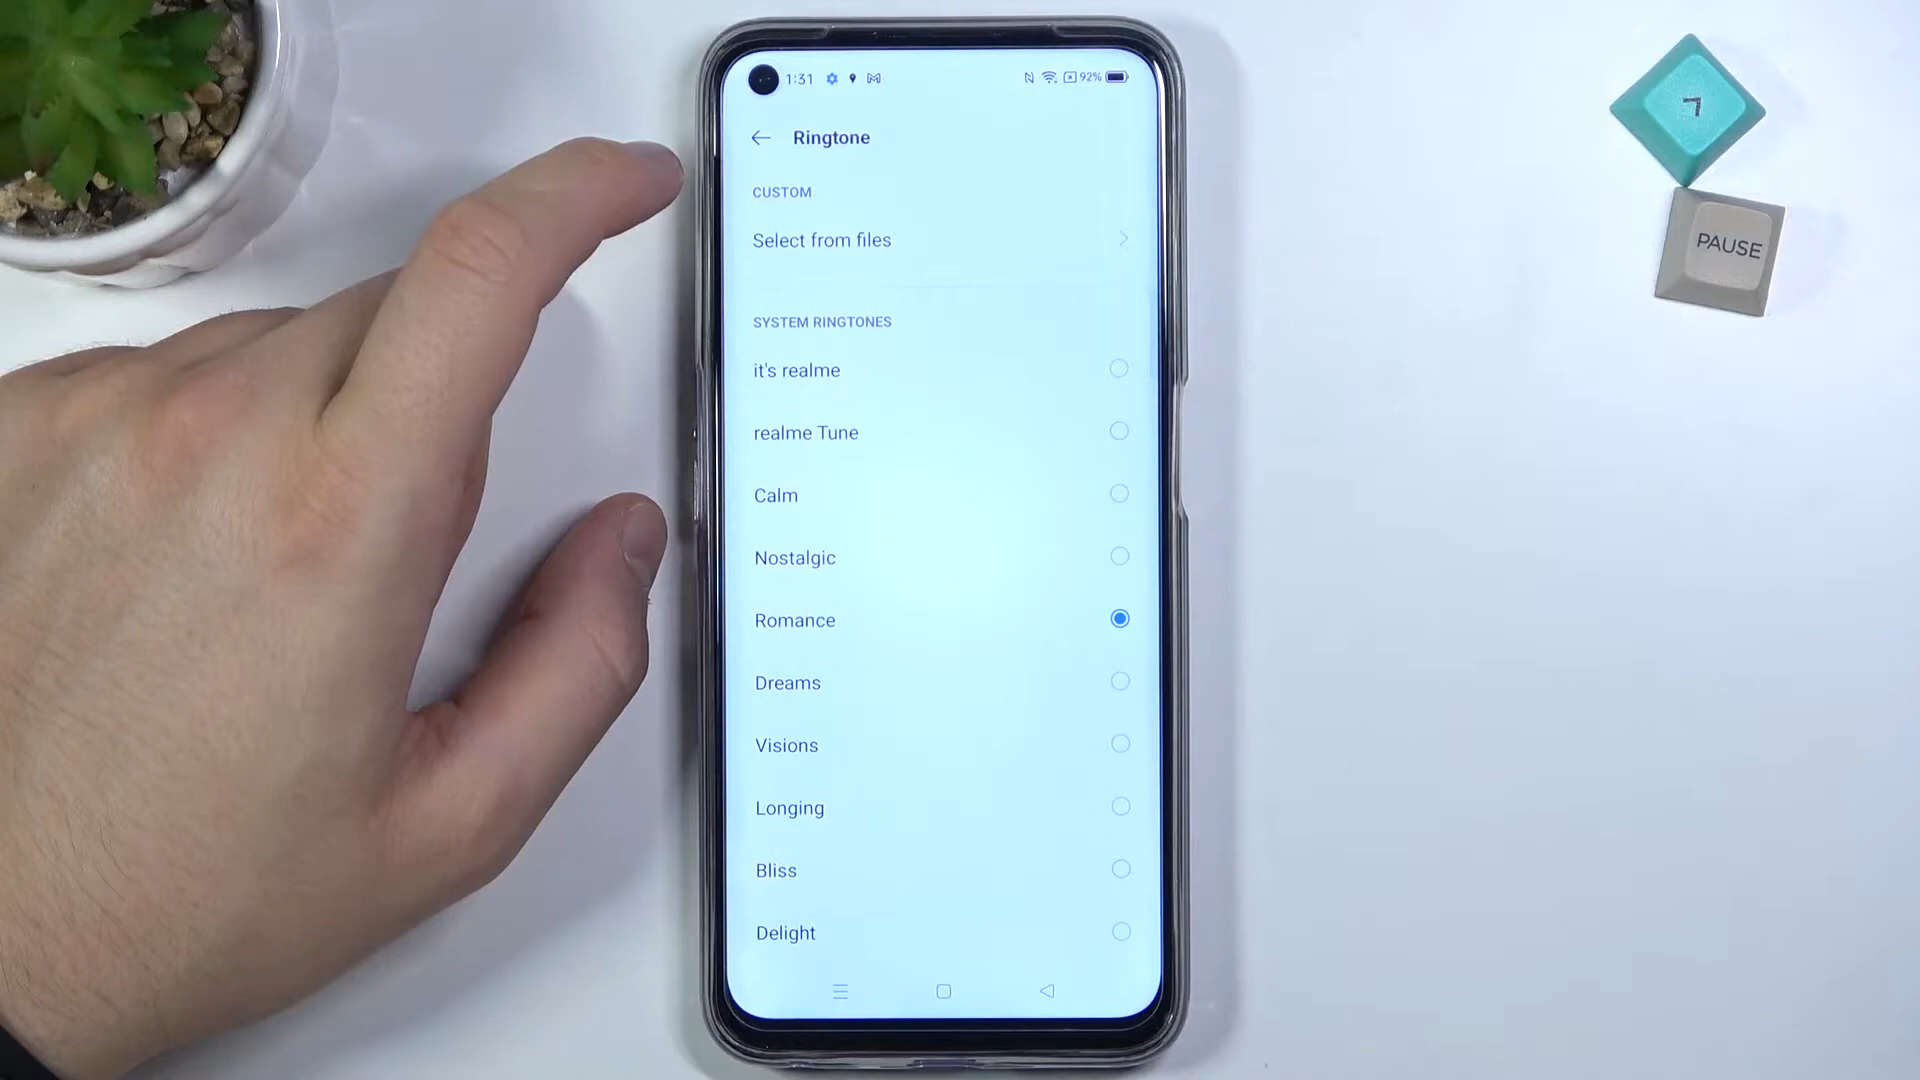 1:31 92%
Ringtone
CUSTOM
Select from files
SYSTEM RINGTONES
it's realme
realme Tune
Calm
Nostalgic
Romance
Dreams
Visions
Longing
Bliss
Delight
PAUSE